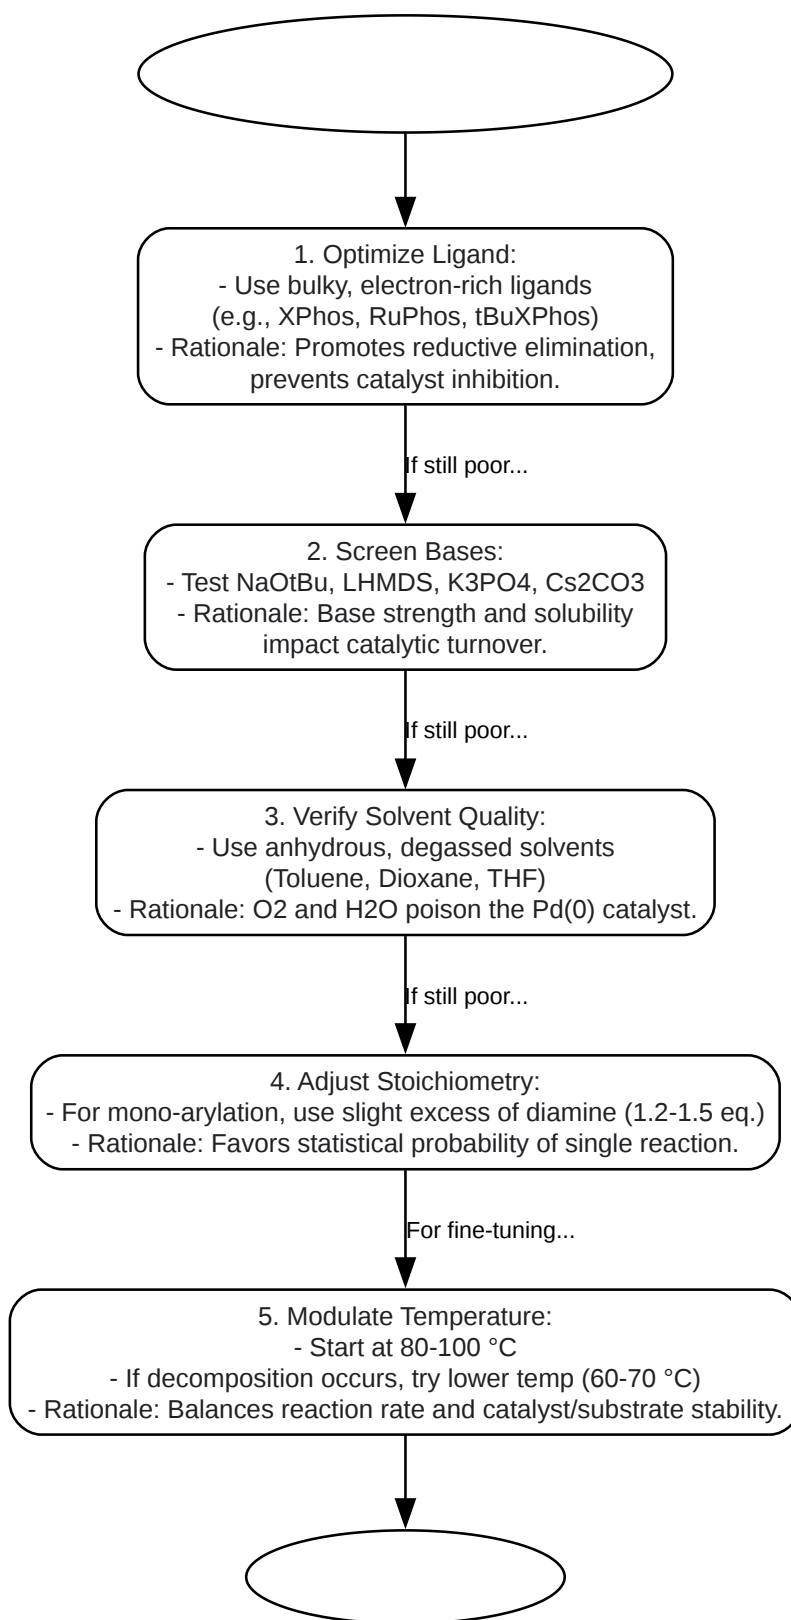 1. Optimize Ligand:
- Use bulky, electron-rich ligands
(e.g., XPhos, RuPhos, tBuXPhos)
- Rationale: Promotes reductive elimination,
prevents catalyst inhibition.
If still poor...
2. Screen Bases:
- Test NaOtBu, LHMDS, K3PO4, Cs2CO3
- Rationale: Base strength and solubility
impact catalytic turnover.
If still poor...
3. Verify Solvent Quality:
- Use anhydrous, degassed solvents
(Toluene, Dioxane, THF)
- Rationale: O2 and H2O poison the Pd(0) catalyst.
If still poor...
4. Adjust Stoichiometry:
- For mono-arylation, use slight excess of diamine (1.2-1.5 eq.)
- Rationale: Favors statistical probability of single reaction.
For fine-tuning...
5. Modulate Temperature:
- Start at 80-100 °C
- If decomposition occurs, try lower temp (60-70 °C)
- Rationale: Balances reaction rate and catalyst/substrate stability.